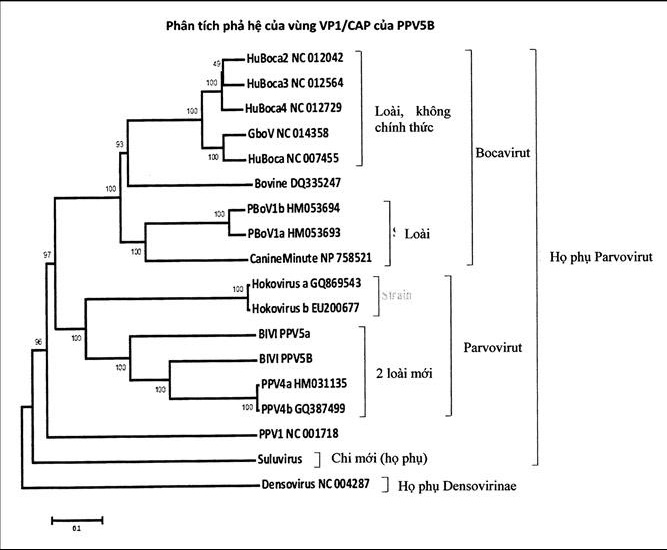 Phân tích phả hệ của vùng VP1/CAP của PPV5B
HuBoca2 NC 012042
HuBoca3 NC 012564
HuBoca4 NC 012729
GboV NC 014358
HuBoca NC 007455
Bovine DQ335247
PBoV1b HM053694
PBoV1a HM053693
CanineMinute NP 758521
Hokovirus a GQ869543
Hokovirus b EU200677
BIVI PPV5a
BIVI PPV5B
PPV4a HM031135
PPV4b GQ387499
PPV1 NC 001718
Suluvirus
Densovirus NC 004287
Loài, không
chính thức
Loài
Strain
2 loài mới
Chi mới (họ phụ)
Họ phụ Densovirinae
Bocavirut
Parvovirut
Họ phụ Parvovirut
49
100
100
100
100
93
100
100
100
97
100
100
100
100
100
96
0.1